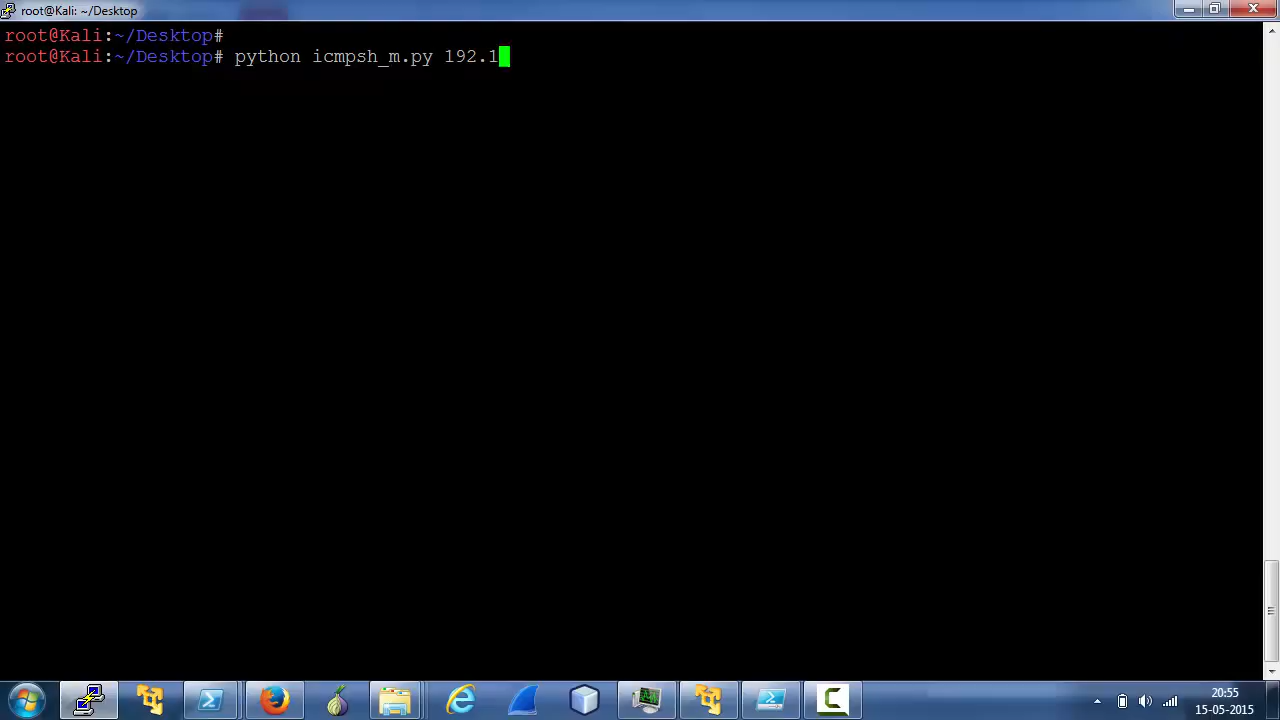 root@Kali: ~/Desktop
root@Kali:~/Desktop#
root@Kali:~/Desktop# python icmpsh_m.py 192.1
20:55
15-05-2015